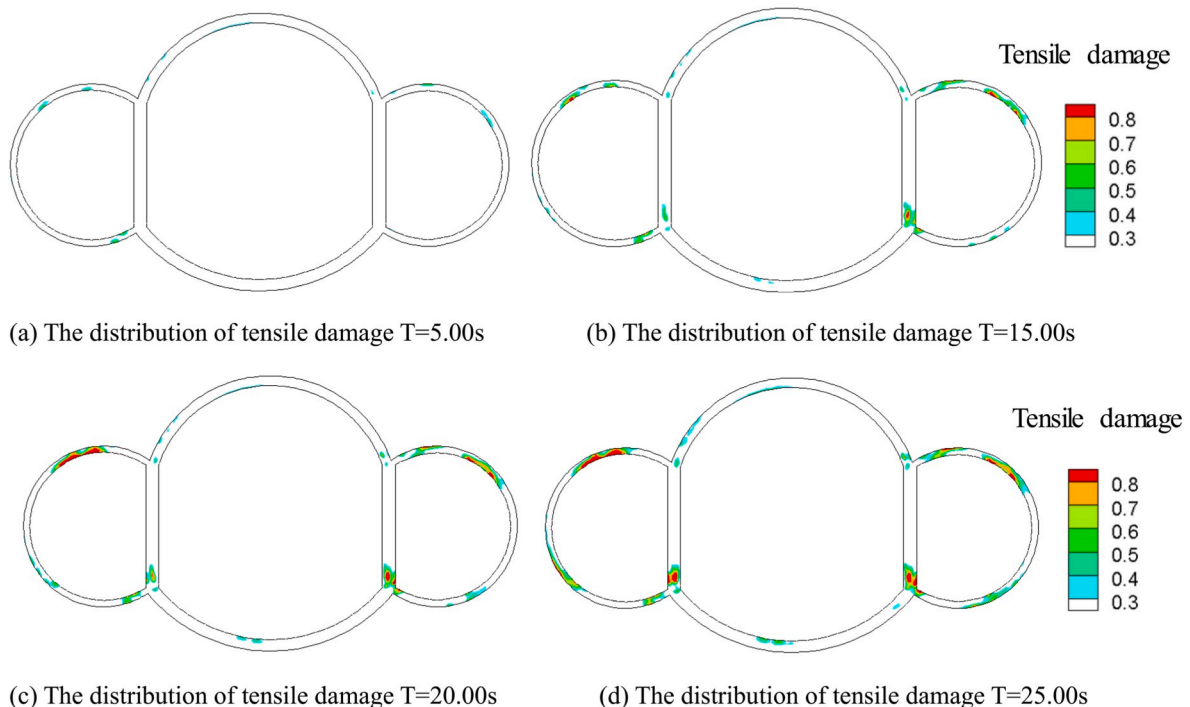 Tensile damage
0.8
0.7
0.6
0.5
0.4
0.3
(a) The distribution of tensile damage T=5.00s
(b) The distribution of tensile damage T=15.00s
Tensile damage
0.8
0.7
0.6
0.5
0.4
0.3
(c) The distribution of tensile damage T=20.00s
(d) The distribution of tensile damage T=25.00s